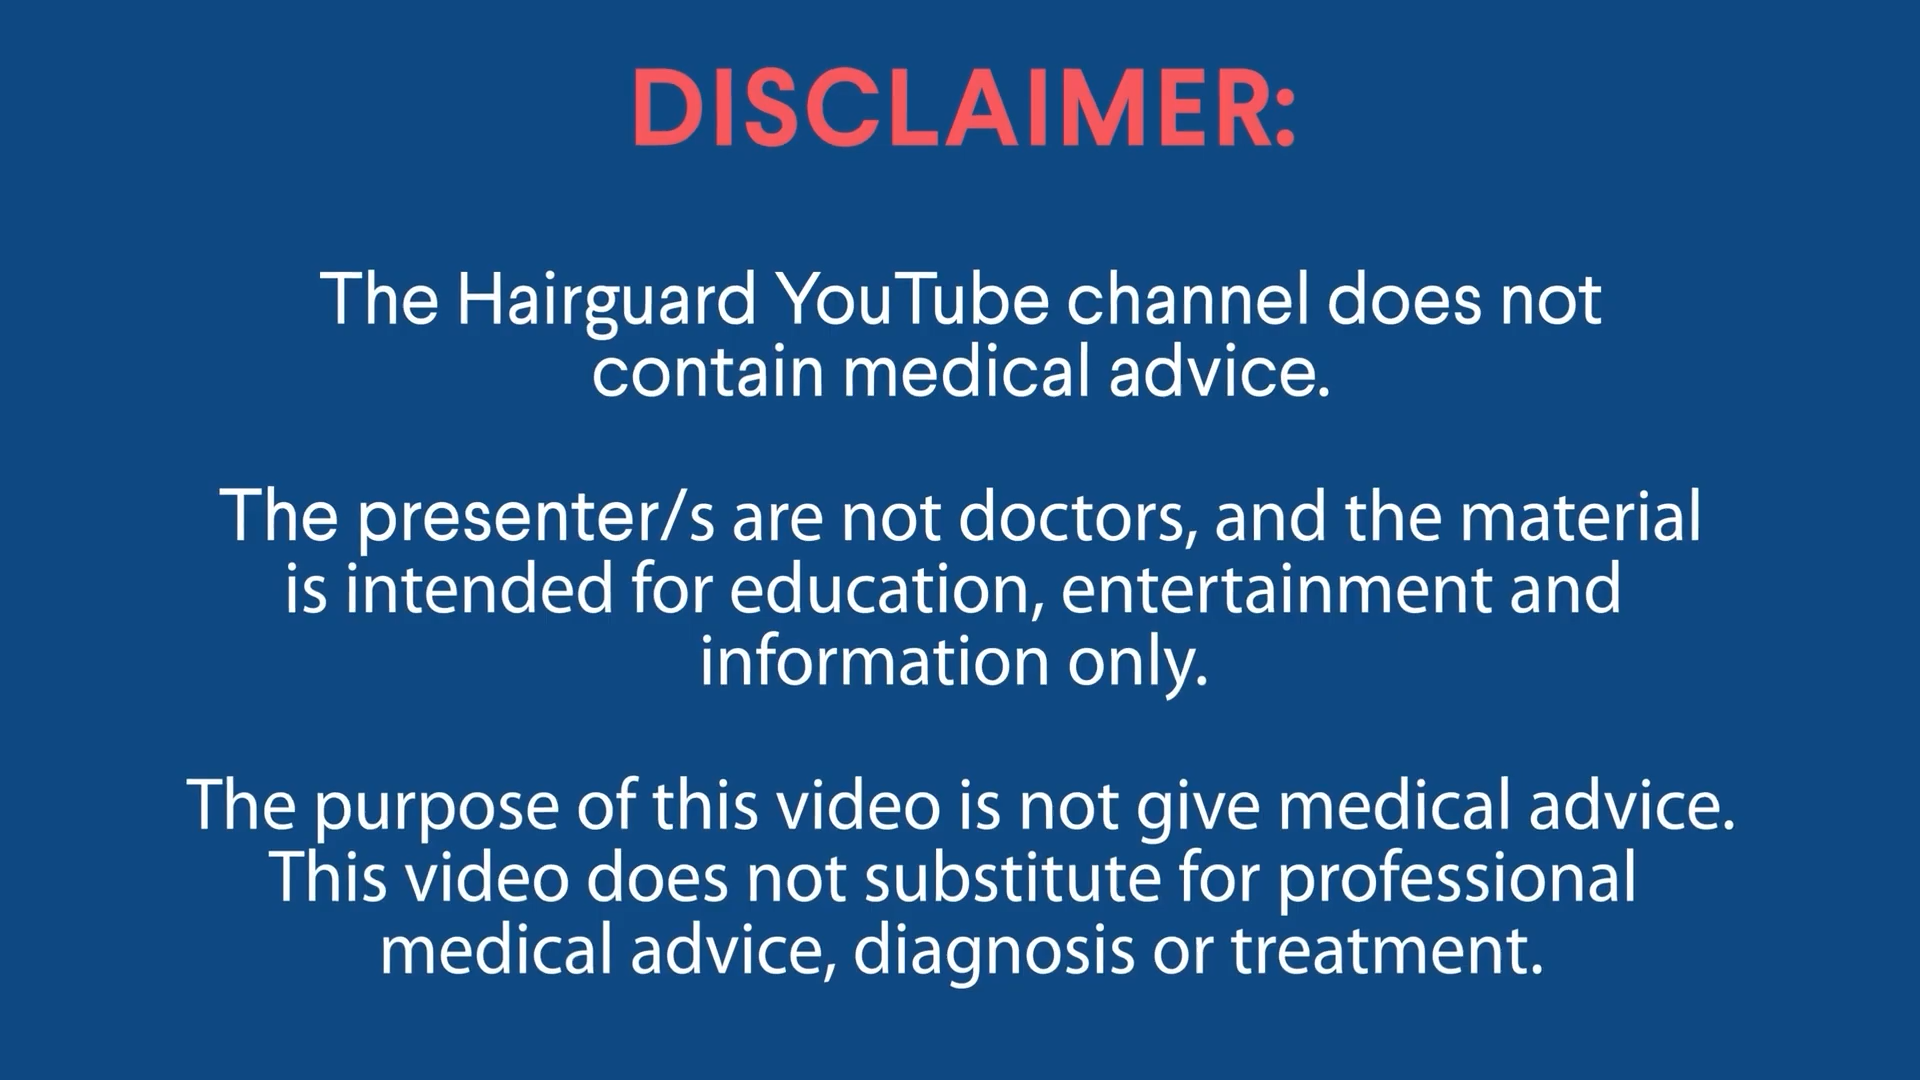 DISCLAIMER:
The Hairguard YouTube channel does not
contain medical advice.
The presenter/s are not doctors, and the material
is intended for education, entertainment and
information only.
The purpose of this video is not give medical advice.
This video does not substitute for professional
medical advice, diagnosis or treatment.